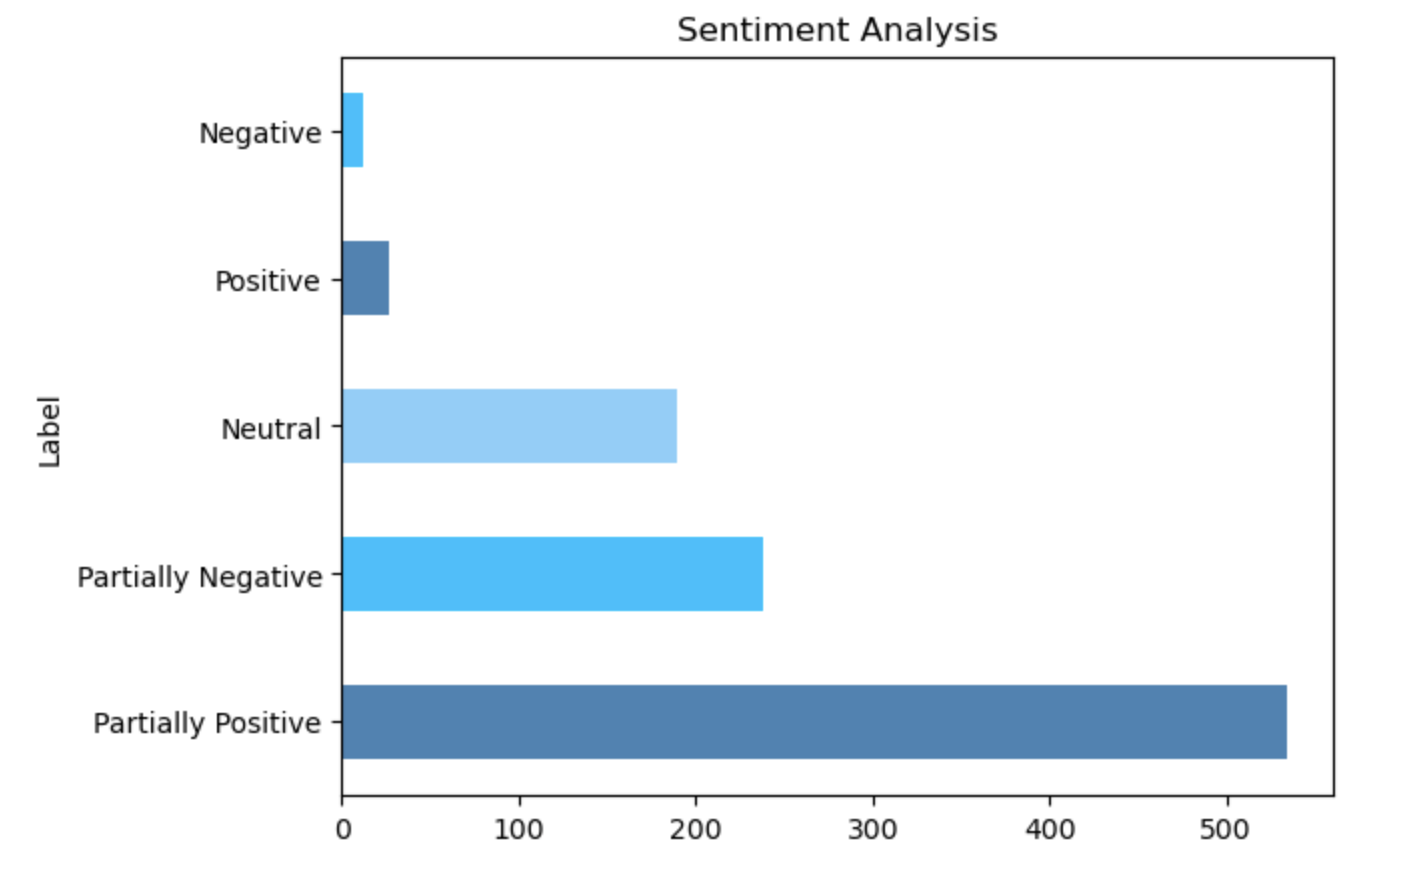 Sentiment Analysis
Negative
Positive
Neutral
Label
Partially Negative
Partially Positive
0 100 200 300 400 500